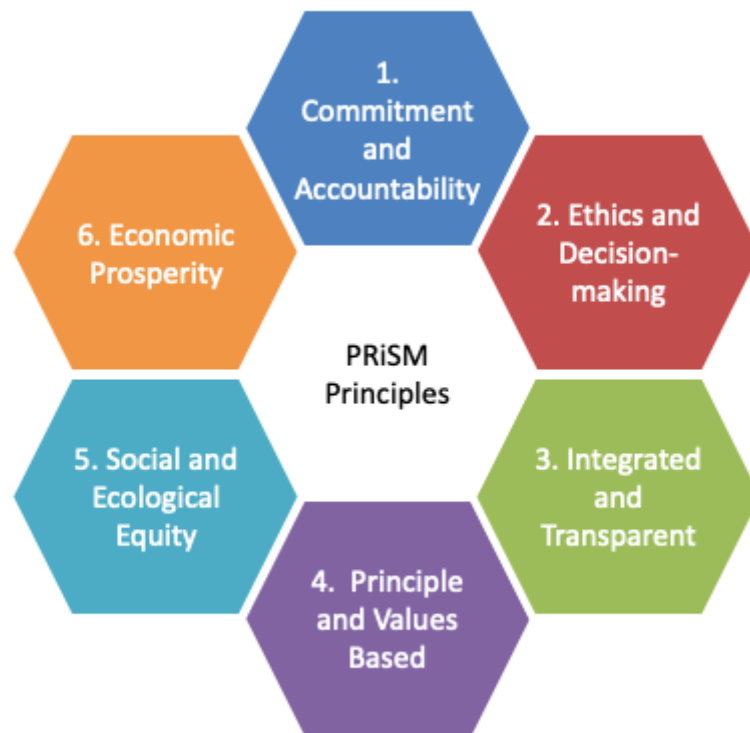 1.
Commitment
and
Accountability
2. Ethics and
Decision-
making
3. Integrated
and
Transparent
4.  Principle
and Values
Based
5. Social and
Ecological
Equity
6. Economic
Prosperity
PRiSM
Principles